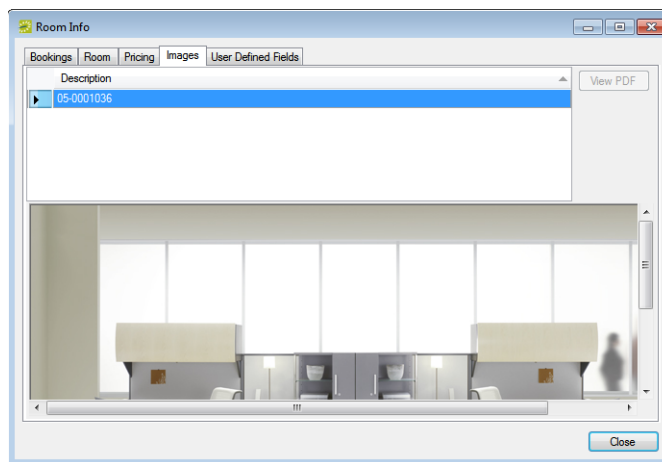 Room Info
Bookings Room Pricing Images User Defined Fields
Description
View PDF
05-0001036
Close